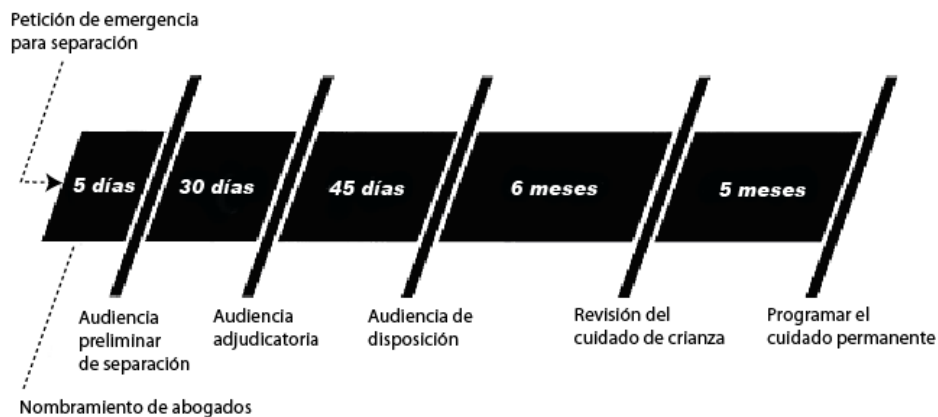 Petición de emergencia
para separación
5 días
30 días
45 días
6 meses
5 meses
Audiencia
preliminar
de separación
Audiencia
adjudicatoria
Audiencia de
disposición
Revisión del
cuidado de crianza
Programar el
cuidado permanente
Nombramiento de abogados